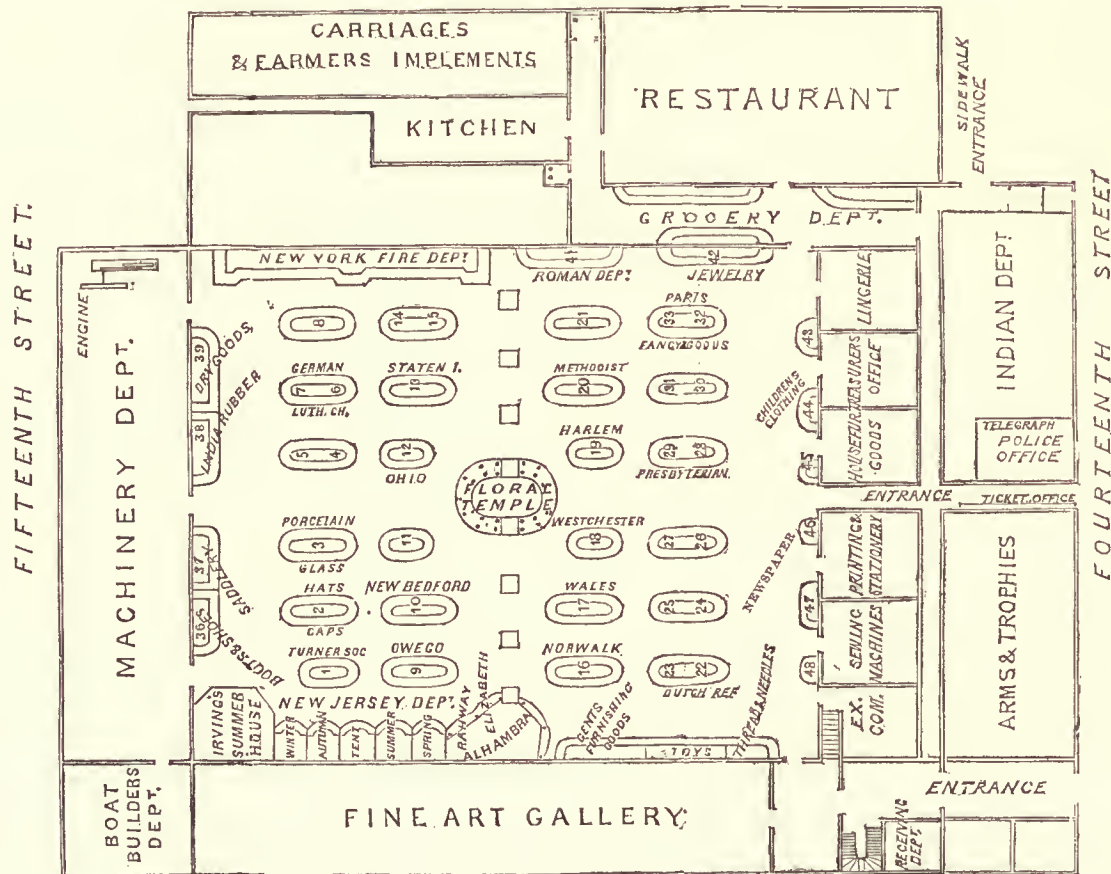 CARRIAGES
& FARMERS IMPLEMENTS
KITCHEN
RESTAURANT
SIDEWALK
ENTRANCE
FIFTEENTH STREET.
FOURTEENTH STREET
GROCERY DEPT.
NEW YORK FIRE DEPT
41
ROMAN DEPT
42
JEWELRY
ENGINE
MACHINERY DEPT.
39
DRY GOODS,
38
INDIA RUBBER
37
SADDLERY
36
BOOTS & SHOES
8
14 15
21
PARIS
33 32
FANCY GOODS
GERMAN
7 6
LUTH. CH.
STATEN I.
13
METHODIST
20
31 30
5 4
12
OHIO
HARLEM
19
29 28
PRESBYTERIAN.
FLORAL
TEMPLE
PORCELAIN
3
GLASS
11
WESTCHESTER
18
27 26
HATS
2
CAPS
NEW BEDFORD
10
WALES
17
25 24
TURNER SOC
1
OWEGO
9
NORWALK
16
23 22
DUTCH REF
43
44
45
CHILDREN'S
CLOTHING
LINGERIE
TREASURERS
OFFICE
HOUSEFUR.
GOODS
INDIAN DEPT
TELEGRAPH
POLICE
OFFICE
ENTRANCE
TICKET OFFICE
46
47
48
NEWSPAPER
PRINTING &
STATIONERY
SEWING
MACHINES
EX.
COM.
ARMS & TROPHIES
NEW JERSEY DEPT.
IRVINGS
SUMMER
HOUSE
WINTER
AUTUMN
TENT
SUMMER
SPRING
RAHWAY
ELIZABETH
ALHAMBRA
GENTS
FURNISHING
GOODS
TOYS
THREAD & NEEDLES
BOAT
BUILDERS
DEPT.
FINE ART GALLERY;
ENTRANCE
RECEIVING
DEPT.